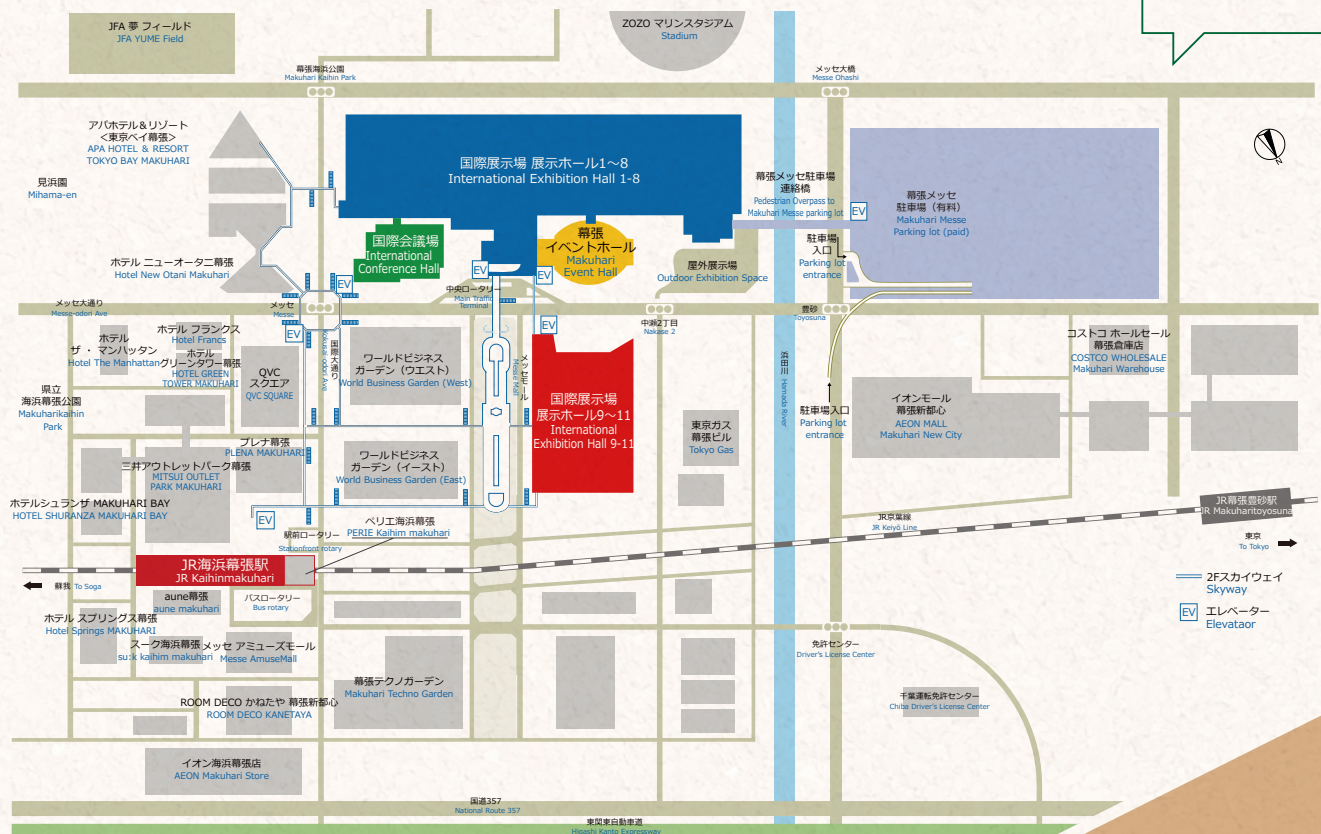 JFA 夢 フィールド
JFA YUME Field
ZOZO マリンスタジアム
Stadium
幕張海浜公園
Makuhari Kaihin Park
メッセ大橋
Messe Ohashi
アパホテル＆リゾート
＜東京ベイ幕張＞
APA HOTEL & RESORT
TOKYO BAY MAKUHARI
見浜園
Mihama-en
国際展示場 展示ホール1～8
International Exhibition Hall 1-8
幕張メッセ駐車場
連絡橋
Pedestrian Overpass to
Makuhari Messe parking lot
EV
幕張メッセ
駐車場（有料）
Makuhari Messe
Parking lot (paid)
N
国際会議場
International
Conference Hall
幕張
イベントホール
Makuhari
Event Hall
駐車場
入口
Parking lot
entrance
屋外展示場
Outdoor Exhibition Space
ホテル ニューオータニ幕張
Hotel New Otani Makuhari
EV
EV
EV
中央ロータリー
Main Traffic
Terminal
メッセ大通り
Messe-odori Ave
メッセ
Messe
中瀬2丁目
Nakase 2
豊砂
Toyosuna
EV
EV
ホテル
ザ ・ マンハッタン
Hotel The Manhattan
ホテル フランクス
Hotel Francs
ホテル
グリーンタワー幕張
HOTEL GREEN
TOWER MAKUHARI
QVC
スクエア
QVC SQUARE
国際大通り
Kokusai-odori Ave
ワールドビジネス
ガーデン（ウエスト）
World Business Garden (West)
メッセモール
Messe Mall
国際展示場
展示ホール9～11
International
Exhibition Hall 9-11
浜田川 Hamada River
コストコ ホールセール
幕張倉庫店
COSTCO WHOLESALE
Makuhari Warehouse
県立
海浜幕張公園
Makuharikaihin
Park
駐車場入口
Parking lot
entrance
イオンモール
幕張新都心
AEON MALL
Makuhari New City
東京ガス
幕張ビル
Tokyo Gas
プレナ幕張
PLENA MAKUHARI
三井アウトレットパーク幕張
MITSUI OUTLET
PARK MAKUHARI
ワールドビジネス
ガーデン（イースト）
World Business Garden (East)
ホテルシュランザ MAKUHARI BAY
HOTEL SHURANZA MAKUHARI BAY
EV
駅前ロータリー
Stationfront rotary
ペリエ海浜幕張
PERIE Kaihim makuhari
JR京葉線
JR Keiyō Line
JR幕張豊砂駅
JR Makuharitoyosuna
東京
To Tokyo
JR海浜幕張駅
JR Kaihinmakuhari
蘇我 To Soga
aune幕張
aune makuhari
バスロータリー
Bus rotary
2Fスカイウェイ
Skyway
EV
エレベーター
Elevataor
ホテル スプリングス幕張
Hotel Springs MAKUHARI
スーク海浜幕張
su:k kaihim makuhari
メッセ アミューズモール
Messe AmuseMall
免許センター
Driver's License Center
幕張テクノガーデン
Makuhari Techno Garden
ROOM DECO かねたや 幕張新都心
ROOM DECO KANETAYA
千葉運転免許センター
Chiba Driver's License Center
イオン海浜幕張店
AEON Makuhari Store
国道357
National Route 357
東関東自動車道
Higashi Kanto Expressway